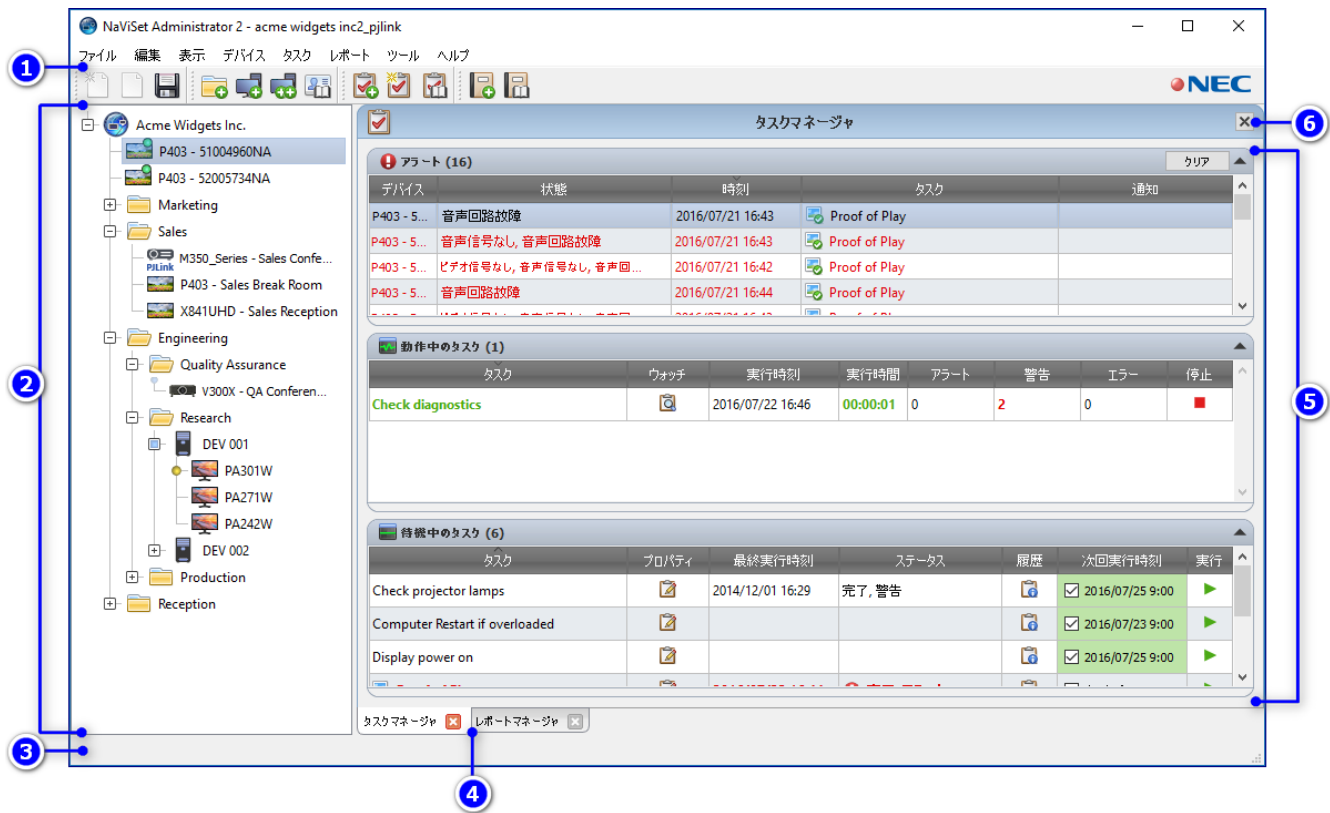 NaViSet Administrator 2 - acme widgets inc2_pjlink
ファイル 編集 表示 デバイス タスク レポート ツール ヘルプ
1
NEC
2
Acme Widgets Inc.
P403 - 51004960NA
P403 - 52005734NA
Marketing
Sales
PJLink
M350_Series - Sales Confe...
P403 - Sales Break Room
X841UHD - Sales Reception
Engineering
Quality Assurance
V300X - QA Conferen...
Research
DEV 001
PA301W
PA271W
PA242W
DEV 002
Production
Reception
タスクマネージャ
6
アラート (16) クリア
デバイス 状態 時刻 タスク 通知
P403 - 5... 音声回路故障 2016/07/21 16:43 Proof of Play
P403 - 5... 音声信号なし, 音声回路故障 2016/07/21 16:43 Proof of Play
P403 - 5... ビデオ信号なし, 音声信号なし, 音声回... 2016/07/21 16:42 Proof of Play
P403 - 5... 音声回路故障 2016/07/21 16:44 Proof of Play
動作中のタスク (1)
タスク ウォッチ 実行時刻 実行時間 アラート 警告 エラー 停止
Check diagnostics 2016/07/22 16:46 00:00:01 0 2 0
5
待機中のタスク (6)
タスク プロパティ 最終実行時刻 ステータス 履歴 次回実行時刻 実行
Check projector lamps 2014/12/01 16:29 完了, 警告 2016/07/25 9:00
Computer Restart if overloaded 2016/07/23 9:00
Display power on 2016/07/25 9:00
タスクマネージャ レポートマネージャ
3
4